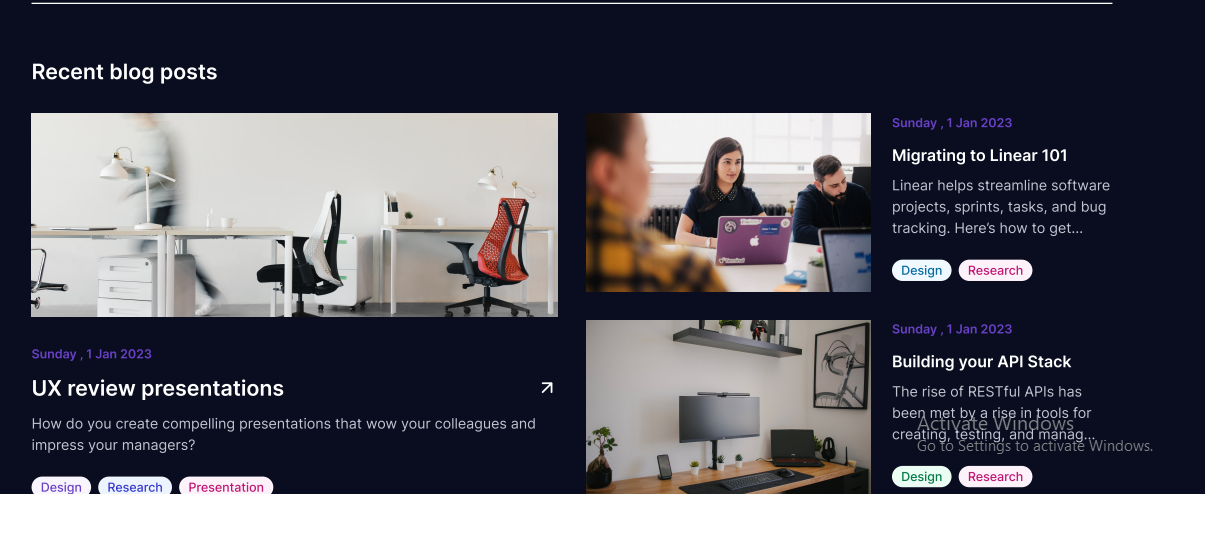 Recent blog posts
Sunday , 1 Jan 2023
UX review presentations
How do you create compelling presentations that wow your colleagues and
impress your managers?
Design Research Presentation
Sunday , 1 Jan 2023
Migrating to Linear 101
Linear helps streamline software
projects, sprints, tasks, and bug
tracking. Here’s how to get...
Design Research
Sunday , 1 Jan 2023
Building your API Stack
The rise of RESTful APIs has
been met by a rise in tools for
creating, testing, and manag...
Design Research
Activate Windows
Go to Settings to activate Windows.